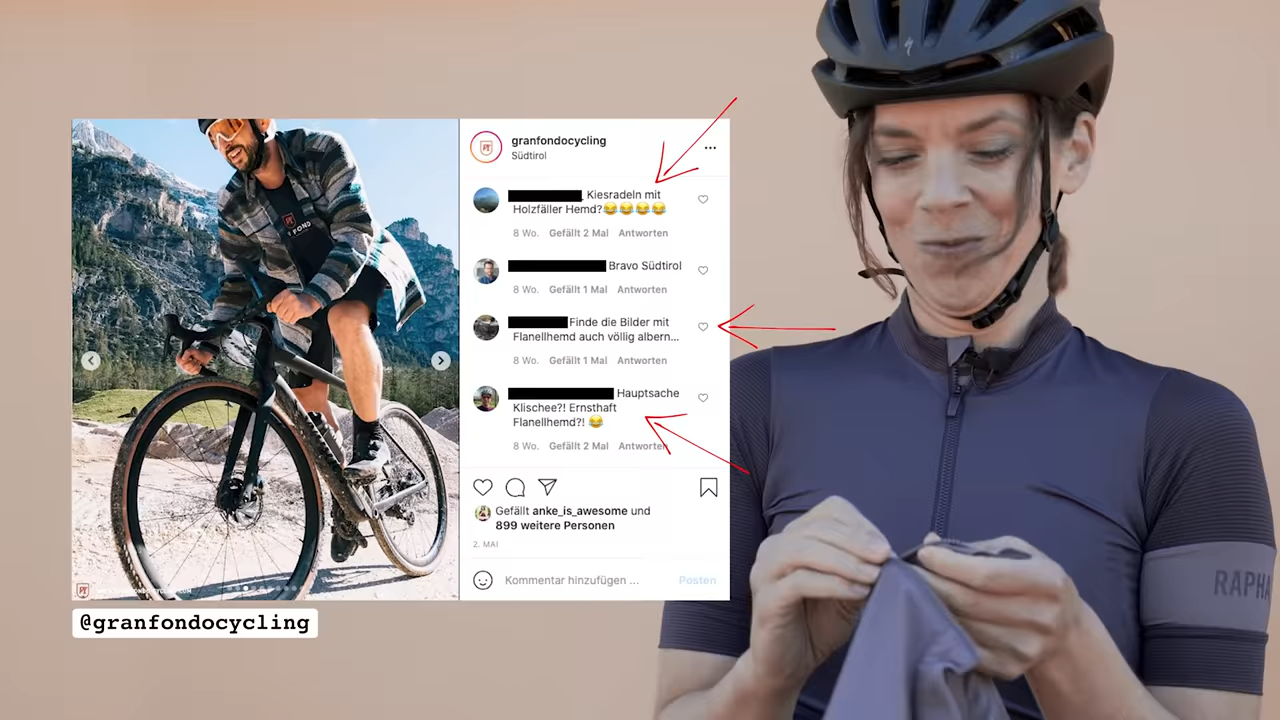 granfondocycling
Südtirol
Kiesradeln mit
Holzfäller Hemd?😂😂😂😂
8 Wo. Gefällt 2 Mal Antworten
Bravo Südtirol
8 Wo. Gefällt 1 Mal Antworten
Finde die Bilder mit
Flanellhemd auch völlig albern...
8 Wo. Gefällt 1 Mal Antworten
Hauptsache
Klischee?! Ernsthaft
Flanellhemd?! 😂
8 Wo. Gefällt 2 Mal Antworten
Gefällt anke_is_awesome und
899 weitere Personen
2. MAI
Kommentar hinzufügen ...
Posten
@granfondocycling
RAPHA